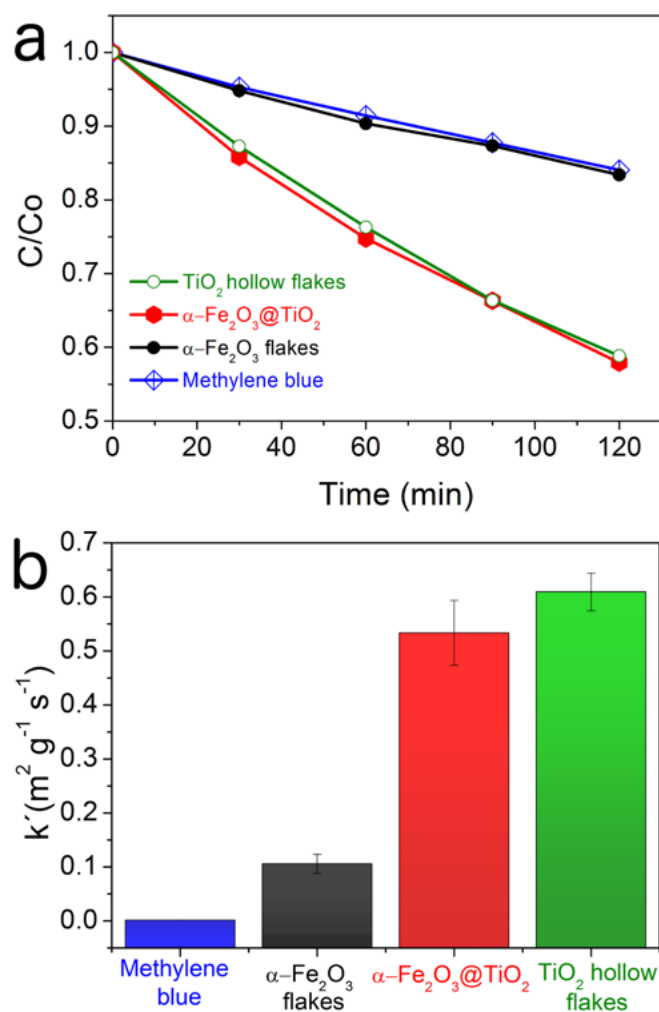 a
1.0
0.9
0.8
0.7
0.6
0.5
C/Co
TiO₂ hollow flakes
α–Fe₂O₃@TiO₂
α–Fe₂O₃ flakes
Methylene blue
0 20 40 60 80 100 120
Time (min)
b
0.7
0.6
0.5
0.4
0.3
0.2
0.1
0.0
k´(m² g⁻¹ s⁻¹)
Methylene
blue
α–Fe₂O₃
flakes
α–Fe₂O₃@TiO₂
TiO₂ hollow
flakes